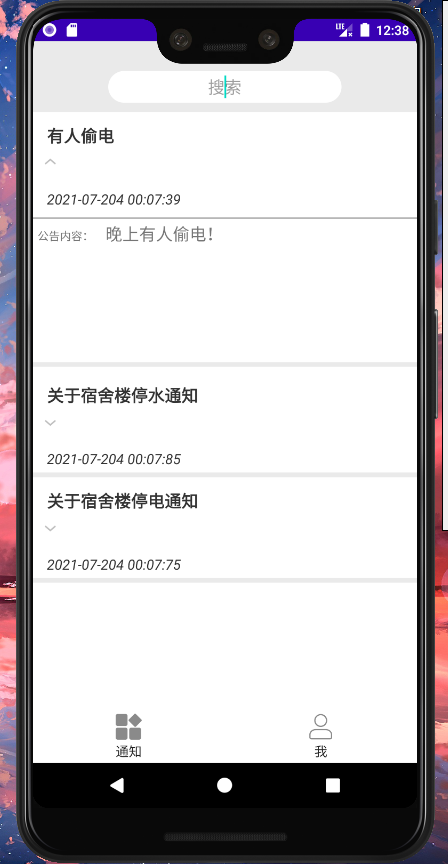 LTE 12:38
搜索
有人偷电
2021-07-204 00:07:39
公告内容： 晚上有人偷电！
关于宿舍楼停水通知
2021-07-204 00:07:85
关于宿舍楼停电通知
2021-07-204 00:07:75
通知 我